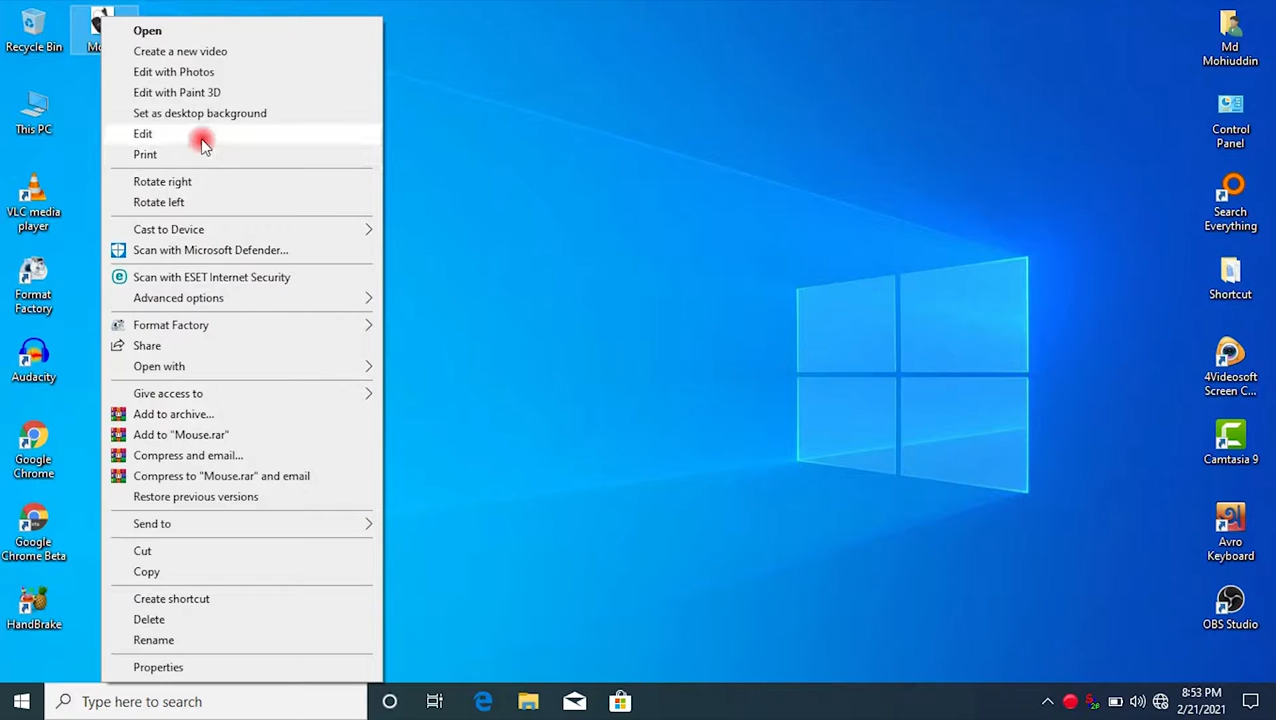 Recycle Bin
This PC
VLC media
player
Format
Factory
Audacity
Google
Chrome
Google
Chrome Beta
HandBrake
Open
Create a new video
Edit with Photos
Edit with Paint 3D
Set as desktop background
Edit
Print
Rotate right
Rotate left
Cast to Device
Scan with Microsoft Defender...
Scan with ESET Internet Security
Advanced options
Format Factory
Share
Open with
Give access to
Add to archive...
Add to "Mouse.rar"
Compress and email...
Compress to "Mouse.rar" and email
Restore previous versions
Send to
Cut
Copy
Create shortcut
Delete
Rename
Properties
Md
Mohiuddin
Control
Panel
Search
Everything
Shortcut
4Videosoft
Screen C...
Camtasia 9
Avro
Keyboard
OBS Studio
Type here to search
8:53 PM
2/21/2021